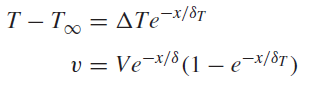 T − T∞ = ΔTe^{−x/δT}
v = Ve^{−x/δ}(1 − e^{−x/δT})